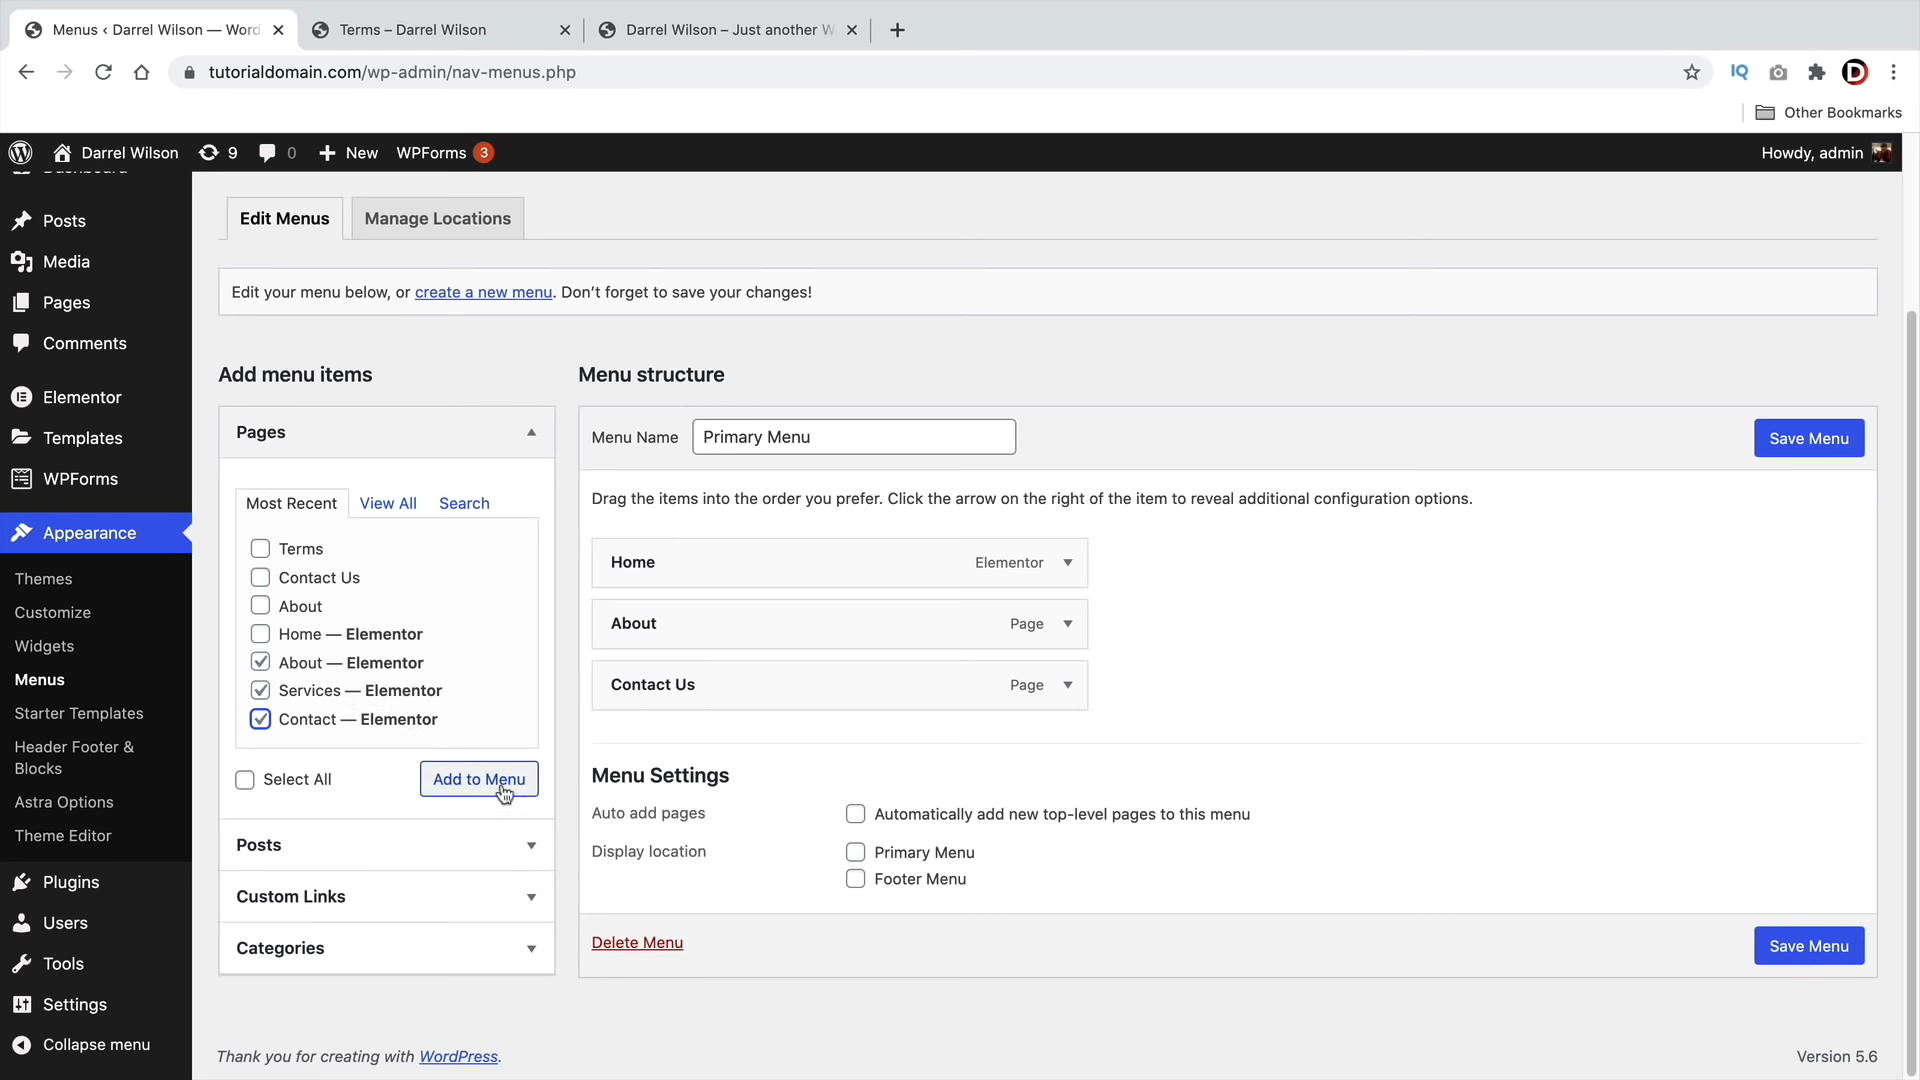 Menus ‹ Darrel Wilson — Word
Terms – Darrel Wilson
Darrel Wilson – Just another W
tutorialdomain.com/wp-admin/nav-menus.php
IQ
D
Other Bookmarks
Darrel Wilson
9
0
New
WPForms 3
Howdy, admin
Dashboard
Posts
Media
Pages
Comments
Elementor
Templates
WPForms
Appearance
Themes
Customize
Widgets
Menus
Starter Templates
Header Footer &
Blocks
Astra Options
Theme Editor
Plugins
Users
Tools
Settings
Collapse menu
Edit Menus
Manage Locations
Edit your menu below, or create a new menu. Don’t forget to save your changes!
Add menu items
Pages
Most Recent
View All
Search
Terms
Contact Us
About
Home — Elementor
About — Elementor
Services — Elementor
Contact — Elementor
Select All
Add to Menu
Posts
Custom Links
Categories
Menu structure
Menu Name
Primary Menu
Save Menu
Drag the items into the order you prefer. Click the arrow on the right of the item to reveal additional configuration options.
Home
Elementor
About
Page
Contact Us
Page
Menu Settings
Auto add pages
Automatically add new top-level pages to this menu
Display location
Primary Menu
Footer Menu
Delete Menu
Save Menu
Thank you for creating with WordPress.
Version 5.6